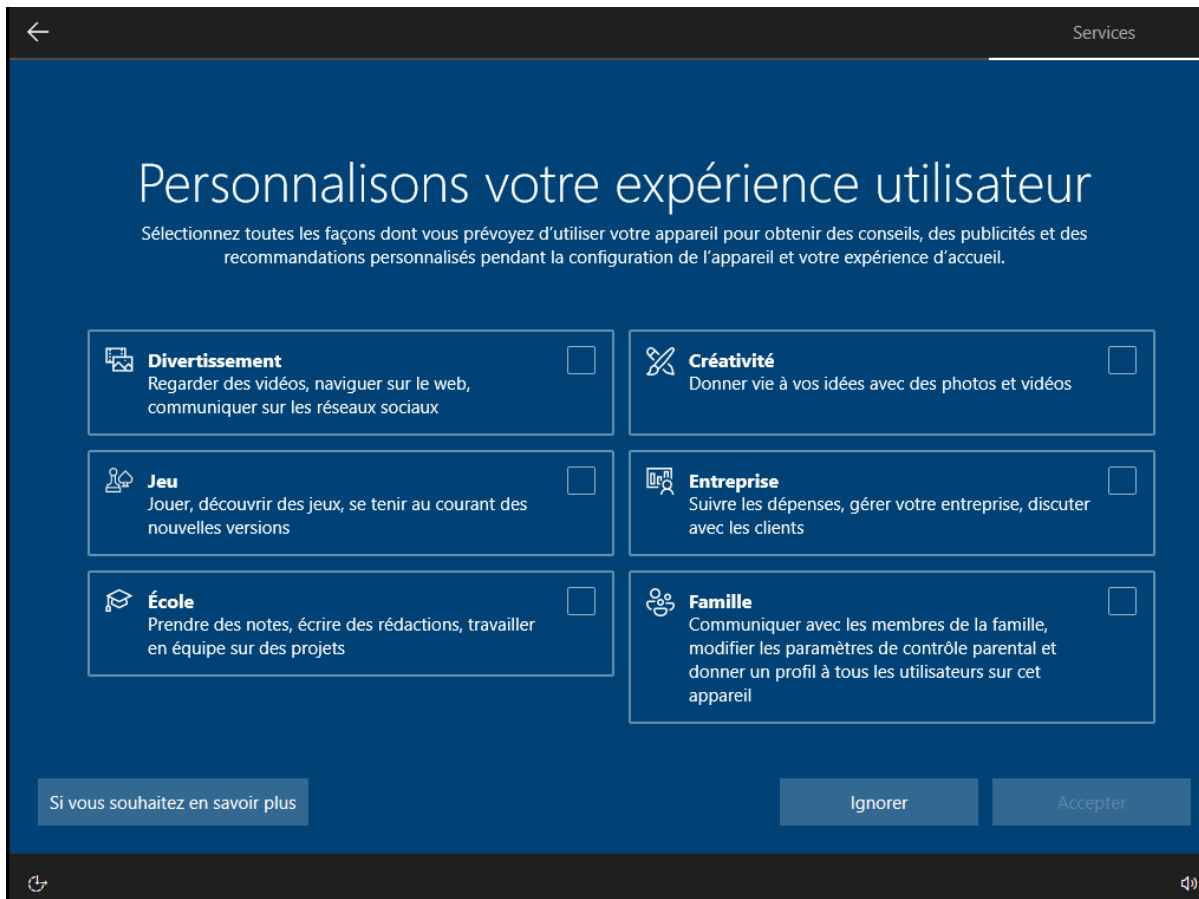 Services
Personnalisons votre expérience utilisateur
Sélectionnez toutes les façons dont vous prévoyez d’utiliser votre appareil pour obtenir des conseils, des publicités et des
recommandations personnalisés pendant la configuration de l’appareil et votre expérience d’accueil.
Divertissement
Regarder des vidéos, naviguer sur le web,
communiquer sur les réseaux sociaux
Créativité
Donner vie à vos idées avec des photos et vidéos
Jeu
Jouer, découvrir des jeux, se tenir au courant des
nouvelles versions
Entreprise
Suivre les dépenses, gérer votre entreprise, discuter
avec les clients
École
Prendre des notes, écrire des rédactions, travailler
en équipe sur des projets
Famille
Communiquer avec les membres de la famille,
modifier les paramètres de contrôle parental et
donner un profil à tous les utilisateurs sur cet
appareil
Si vous souhaitez en savoir plus
Ignorer
Accepter